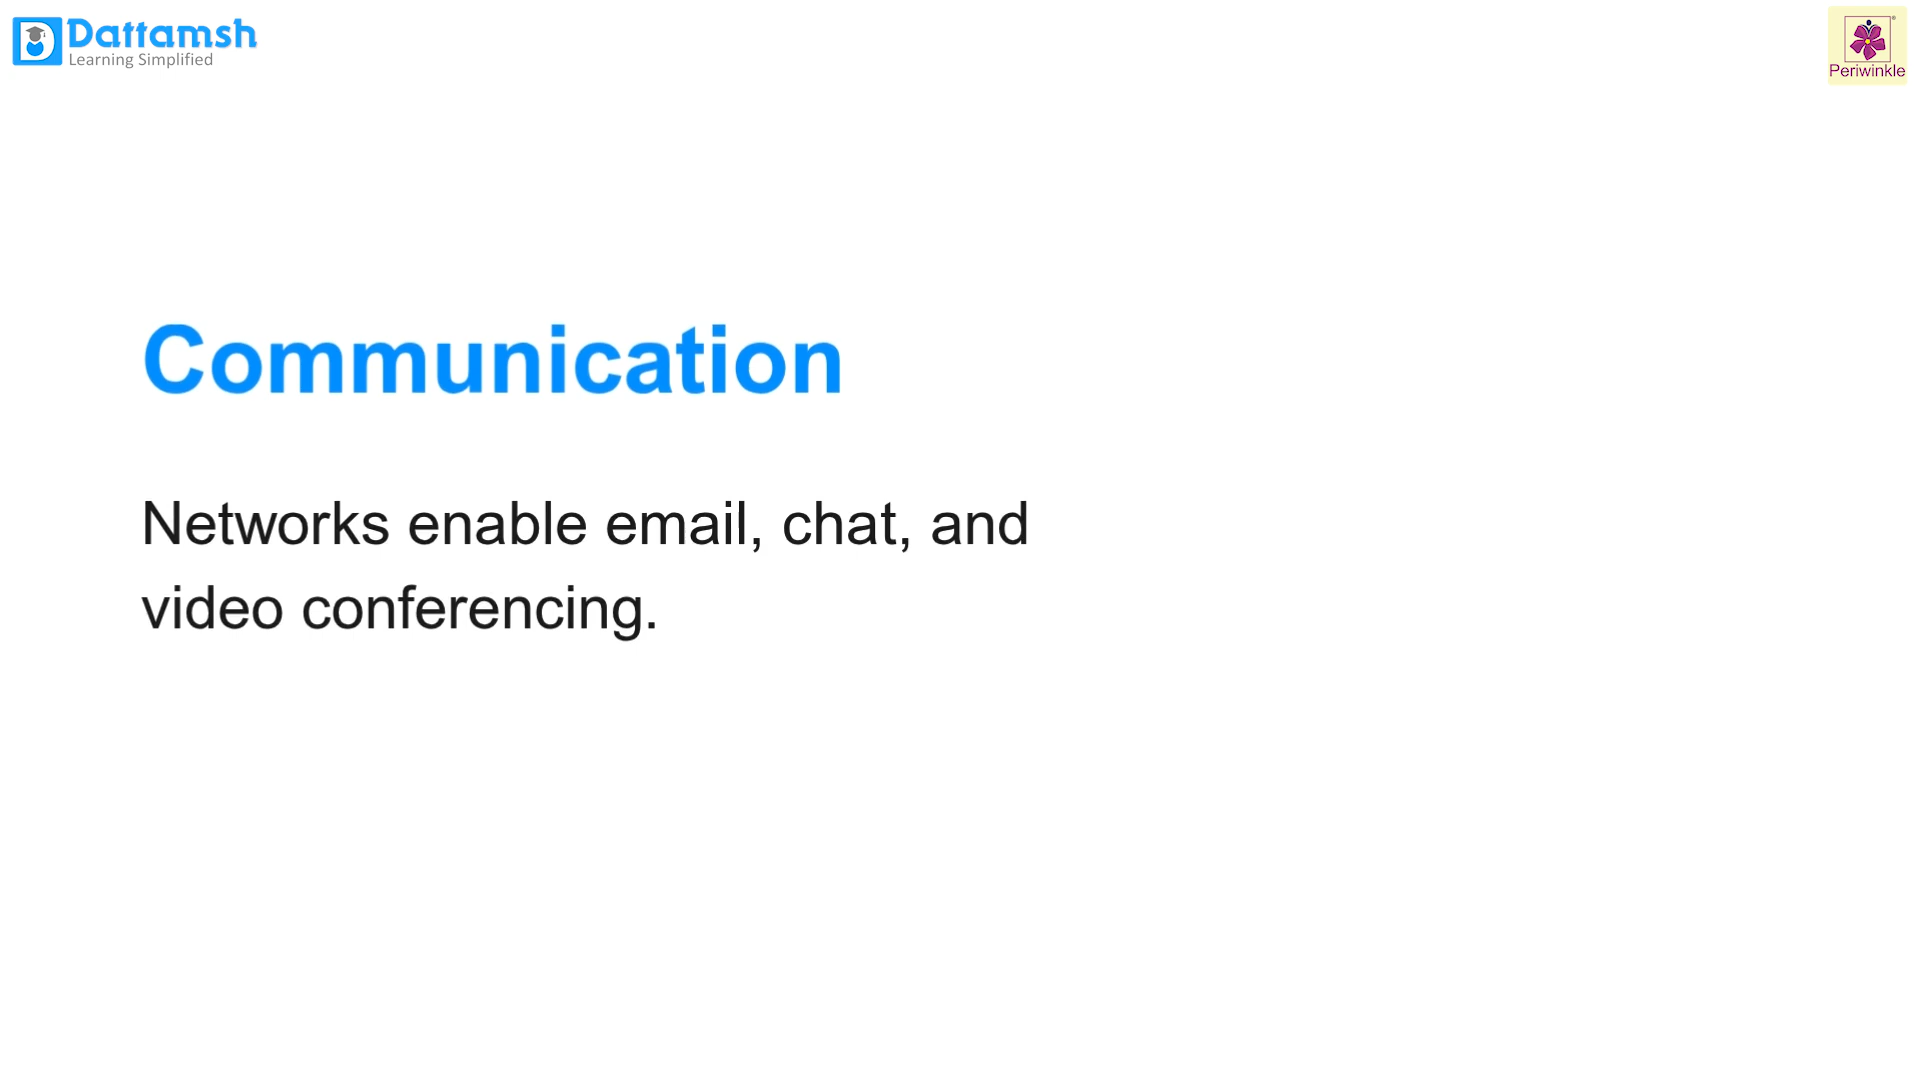 Dattamsh
Learning Simplified
Periwinkle
Communication
Networks enable email, chat, and
video conferencing.